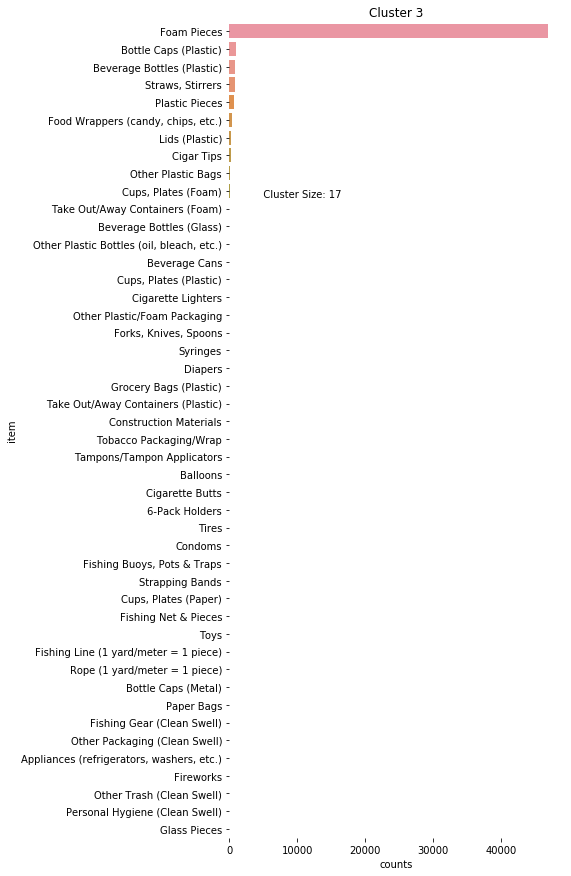 Cluster 3
Foam Pieces
Bottle Caps (Plastic)
Beverage Bottles (Plastic)
Straws, Stirrers
Plastic Pieces
Food Wrappers (candy, chips, etc.)
Lids (Plastic)
Cigar Tips
Other Plastic Bags
Cups, Plates (Foam)
Cluster Size: 17
Take Out/Away Containers (Foam)
Beverage Bottles (Glass)
Other Plastic Bottles (oil, bleach, etc.)
Beverage Cans
Cups, Plates (Plastic)
Cigarette Lighters
Other Plastic/Foam Packaging
Forks, Knives, Spoons
Syringes
Diapers
Grocery Bags (Plastic)
Take Out/Away Containers (Plastic)
Construction Materials
item
Tobacco Packaging/Wrap
Tampons/Tampon Applicators
Balloons
Cigarette Butts
6-Pack Holders
Tires
Condoms
Fishing Buoys, Pots & Traps
Strapping Bands
Cups, Plates (Paper)
Fishing Net & Pieces
Toys
Fishing Line (1 yard/meter = 1 piece)
Rope (1 yard/meter = 1 piece)
Bottle Caps (Metal)
Paper Bags
Fishing Gear (Clean Swell)
Other Packaging (Clean Swell)
Appliances (refrigerators, washers, etc.)
Fireworks
Other Trash (Clean Swell)
Personal Hygiene (Clean Swell)
Glass Pieces
0 10000 20000 30000 40000
counts